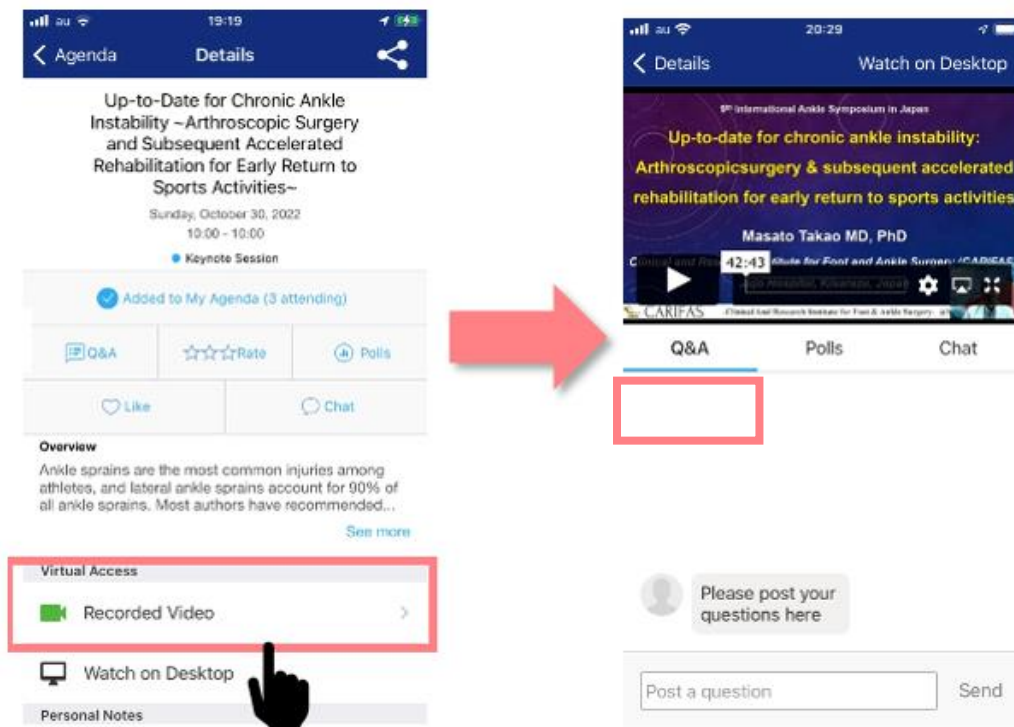 au
19:19
Agenda
Details
Up-to-Date for Chronic Ankle
Instability ~Arthroscopic Surgery
and Subsequent Accelerated
Rehabilitation for Early Return to
Sports Activities~
Sunday, October 30, 2022
10:00 - 10:00
Keynote Session
Added to My Agenda (3 attending)
Q&A
Rate
Polls
Like
Chat
Overview
Ankle sprains are the most common injuries among
athletes, and lateral ankle sprains account for 90% of
all ankle sprains. Most authors have recommended...
See more
Virtual Access
Recorded Video
Watch on Desktop
Personal Notes
au
20:29
Details
Watch on Desktop
9th International Ankle Symposium in Japan
Up-to-date for chronic ankle instability:
Arthroscopicsurgery & subsequent accelerated
rehabilitation for early return to sports activities
Masato Takao MD, PhD
42:43
for Foot and Ankle Surgery
CARIFAS
Q&A
Polls
Chat
Please post your
questions here
Post a question
Send